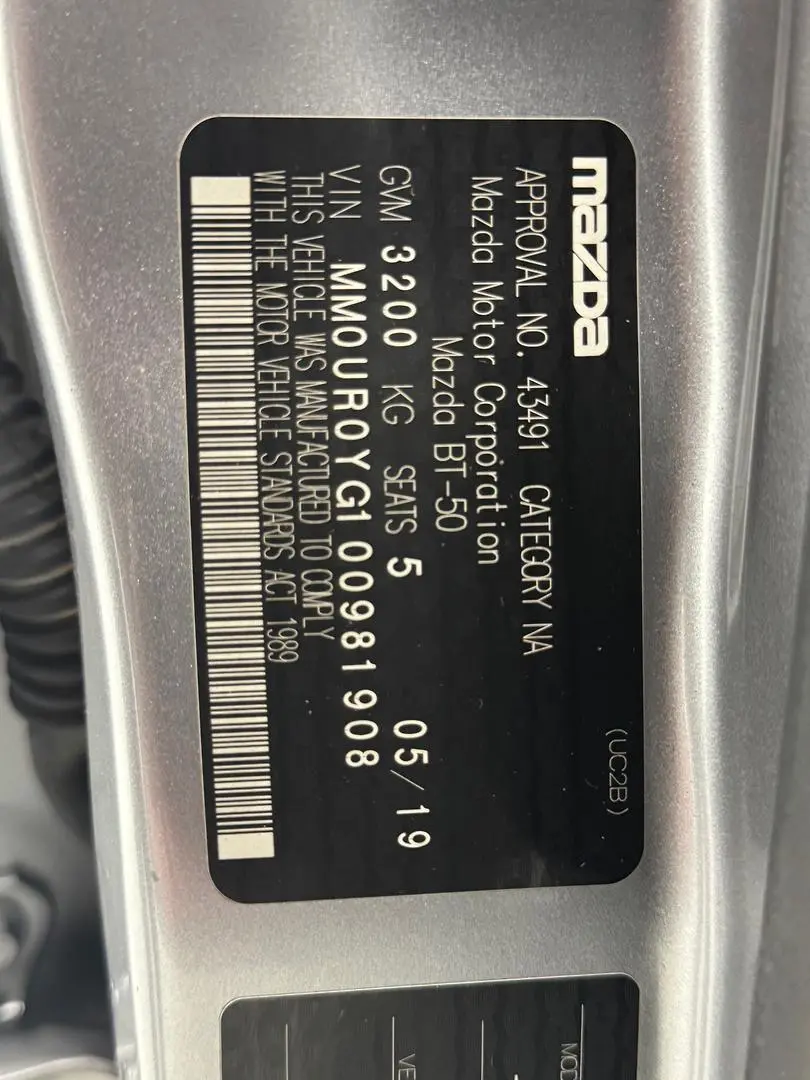 mazda
(UC2B)
APPROVAL NO. 43491 CATEGORY NA
Mazda Motor Corporation
Mazda BT-50
GVM 3200 KG SEATS 5 05/19
VIN MM0UR0YG100981908
THIS VEHICLE WAS MANUFACTURED TO COMPLY
WITH THE MOTOR VEHICLE STANDARDS ACT 1989